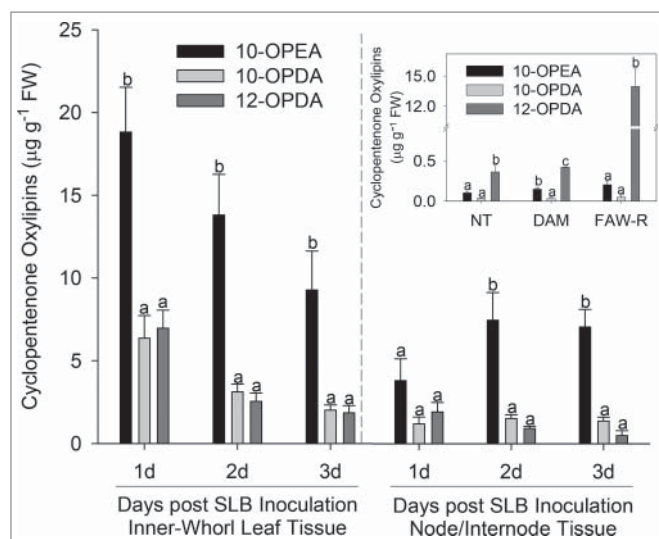 Cyclopentenone Oxylipins (µg g⁻¹ FW)
25
20
15
10
5
0
10-OPEA
10-OPDA
12-OPDA
b
a
a
b
a
a
b
a
a
1d
2d
3d
Days post SLB Inoculation
Inner-Whorl Leaf Tissue
Cyclopentenone Oxylipins
(µg g⁻¹ FW)
15.0
12.0
0.5
0.0
10-OPEA
10-OPDA
12-OPDA
a
a
b
b
a
c
a
a
b
NT
DAM
FAW-R
a
a
a
b
a
a
b
a
a
1d
2d
3d
Days post SLB Inoculation
Node/Internode Tissue